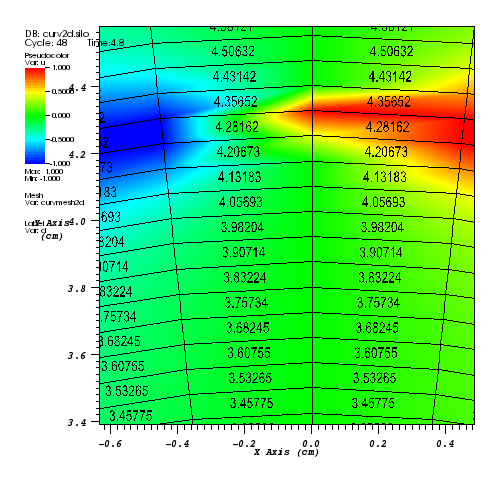 DB: curv2d.silo
Cycle: 48 Time:4.8
Pseudocolor
Var: u
1.000
0.5000
0.0000
-0.5000
-1.000
Max: 1.000
Min: -1.000
Mesh
Var: curvmesh2d
Var: d
Y-Axis
(cm)
4.4
4.2
4.0
3.8
3.6
3.4
4.50632 4.50632
4.43142 4.43142
4.35652 4.35652
4.28162 4.28162
4.20673 4.20673
4.13183 4.13183
4.05693 4.05693
3.98204 3.98204
3.90714 3.90714
3.83224 3.83224
3.75734 3.75734
3.68245 3.68245 3.68245
3.60755 3.60755 3.60755
3.53265 3.53265 3.53265
3.45775 3.45775 3.45775
-0.6 -0.4 -0.2 0.0 0.2 0.4
X Axis (cm)